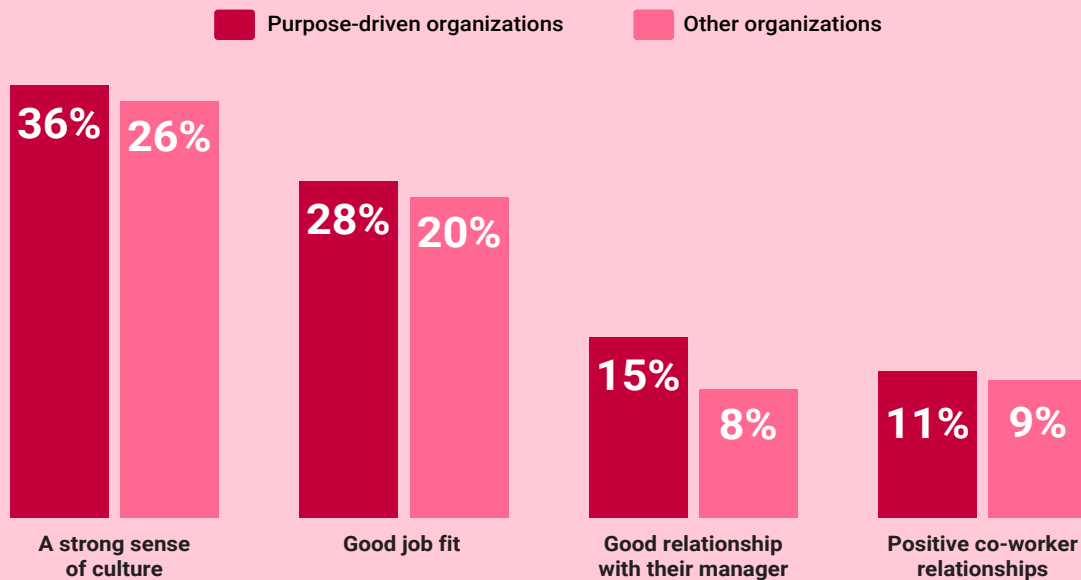 Purpose-driven organizations
Other organizations
36%
26%
28%
20%
15%
8%
11%
9%
A strong sense
of culture
Good job fit
Good relationship
with their manager
Positive co-worker
relationships